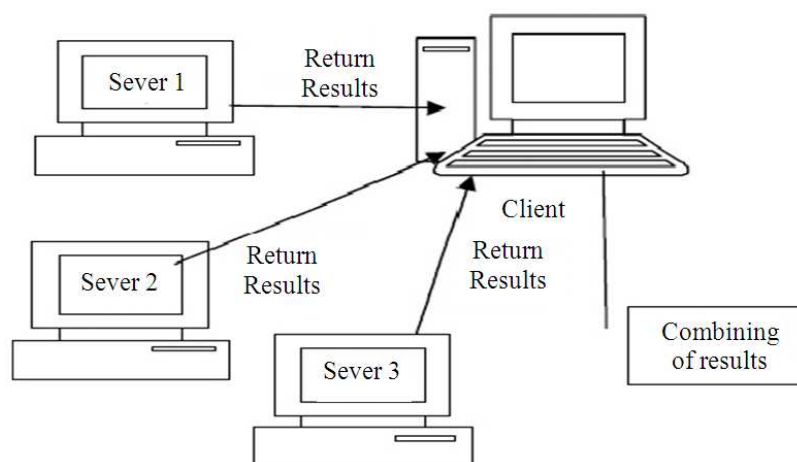 Sever 1
Return
Results
Client
Sever 2
Return
Results
Return
Results
Sever 3
Combining
of results